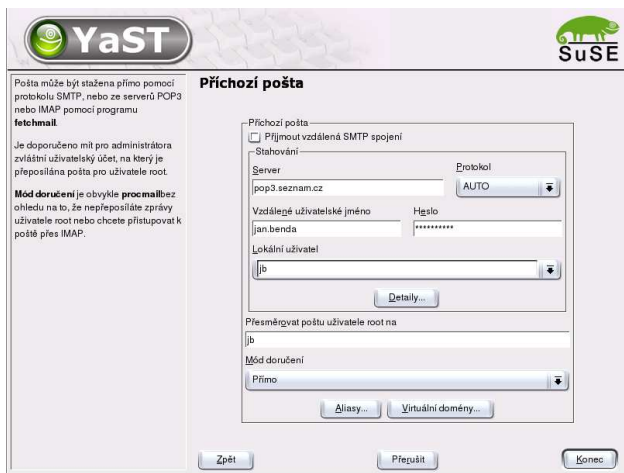 YaST
SuSE
Pošta může být stažena přímo pomocí
protokolu SMTP, nebo ze serverů POP3
nebo IMAP pomocí programu
fetchmail.
Je doporučeno mít pro administrátora
zvláštní uživatelský účet, na který je
přeposílána pošta pro uživatele root.
Mód doručení je obvykle procmailbez
ohledu na to, že nepřeposíláte zprávy
uživatele root nebo chcete přistupovat k
poště přes IMAP.
Příchozí pošta
Příchozí pošta
Přijmout vzdálená SMTP spojení
Stahování
Server
Protokol
pop3.seznam.cz
AUTO
Vzdálené uživatelské jméno
Heslo
jan.benda
**********
Lokální uživatel
jb
Detaily...
Přesměrovat poštu uživatele root na
jb
Mód doručení
Přímo
Aliasy...
Virtuální domény...
Zpět
Přerušit
Konec